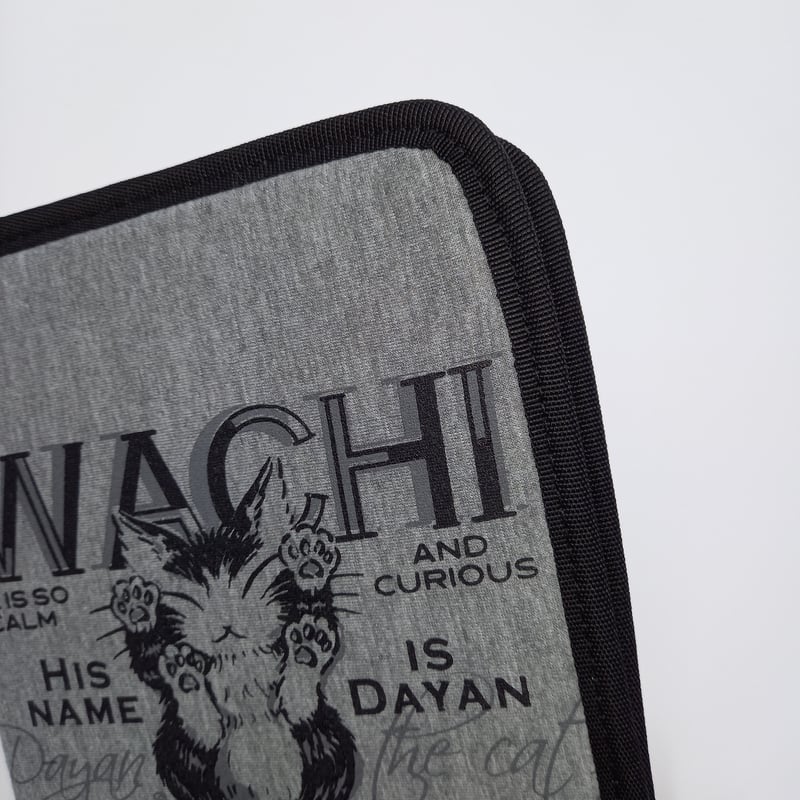 WACHI
IS SO
CALM
AND
CURIOUS
HIS
NAME
IS
DAYAN
Dayan
the cat